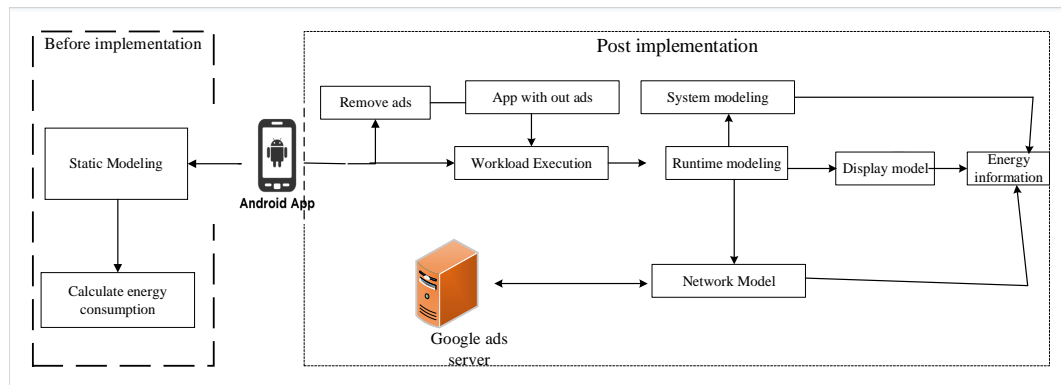 Before implementation
Post implementation
Remove ads
App with out ads
System modeling
Static Modeling
Android App
Workload Execution
Runtime modeling
Display model
Energy
information
Calculate energy
consumption
Network Model
Google ads
server